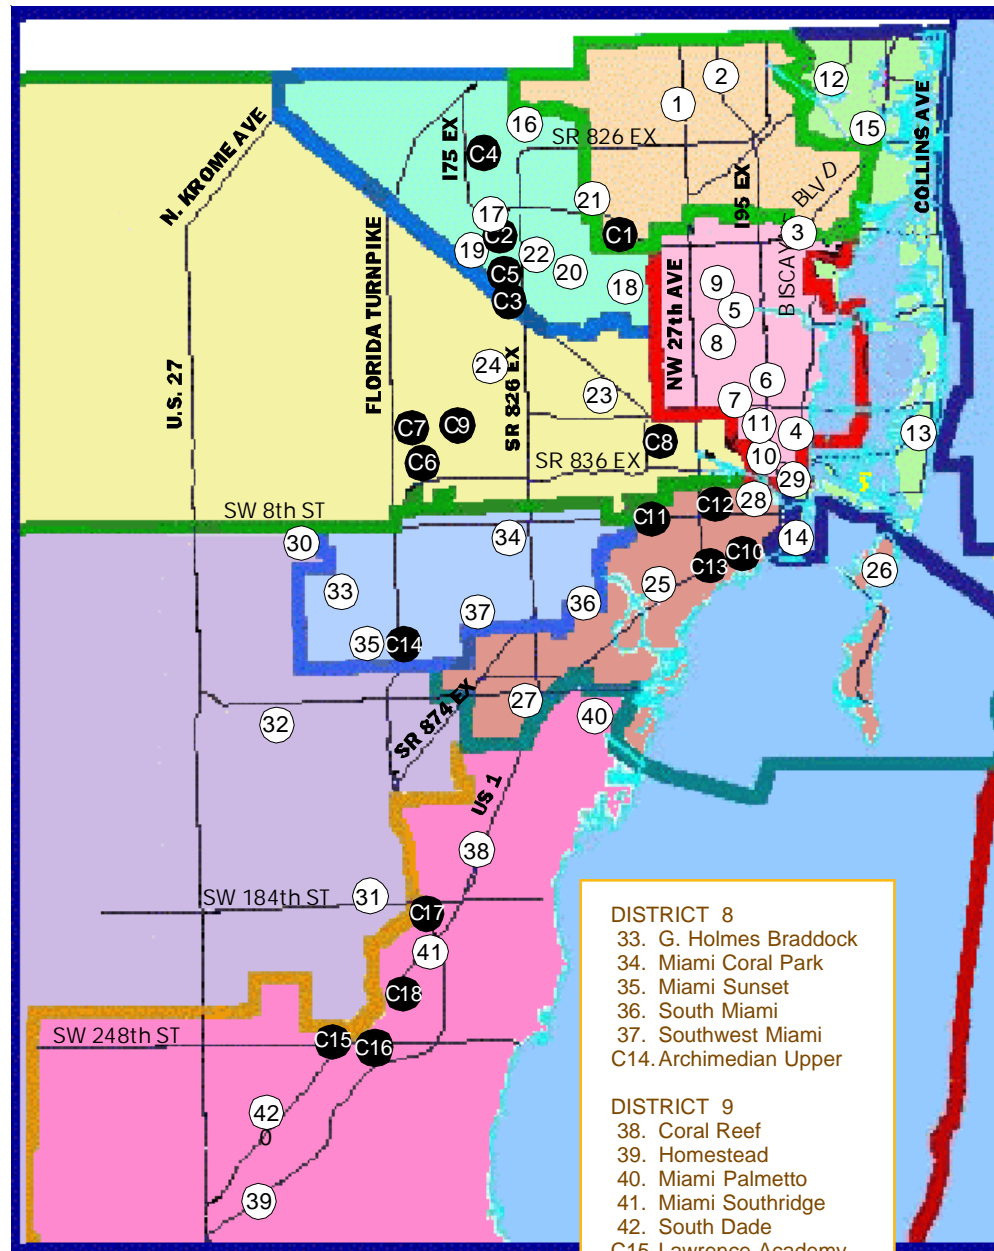 2
12
1
16
15
SR 826 EX
N. KROME AVE
I75 EX
C4
COLLINS AVE
I95 EX
BLVD
21
17
C2
C1
3
FLORIDA TURNPIKE
19
22
20
C5
18
C3
NW 27th AVE
9
5
BISCAY
8
U.S. 27
24
SR 826 EX
23
6
7
C7
C9
11
4
13
C8
C6
SR 836 EX
10
29
SW 8th ST
28
C12
C11
30
34
14
C13
C10
26
33
25
36
37
35
C14
32
SR 874 EX
27
40
US 1
38
SW 184th ST
31
C17
41
C18
SW 248th ST
C15
C16
42
0
39
DISTRICT 8
33. G. Holmes Braddock
34. Miami Coral Park
35. Miami Sunset
36. South Miami
37. Southwest Miami
C14. Archimedian Upper
DISTRICT 9
38. Coral Reef
39. Homestead
40. Miami Palmetto
41. Miami Southridge
42. South Dade
C15 Lawrence Academy